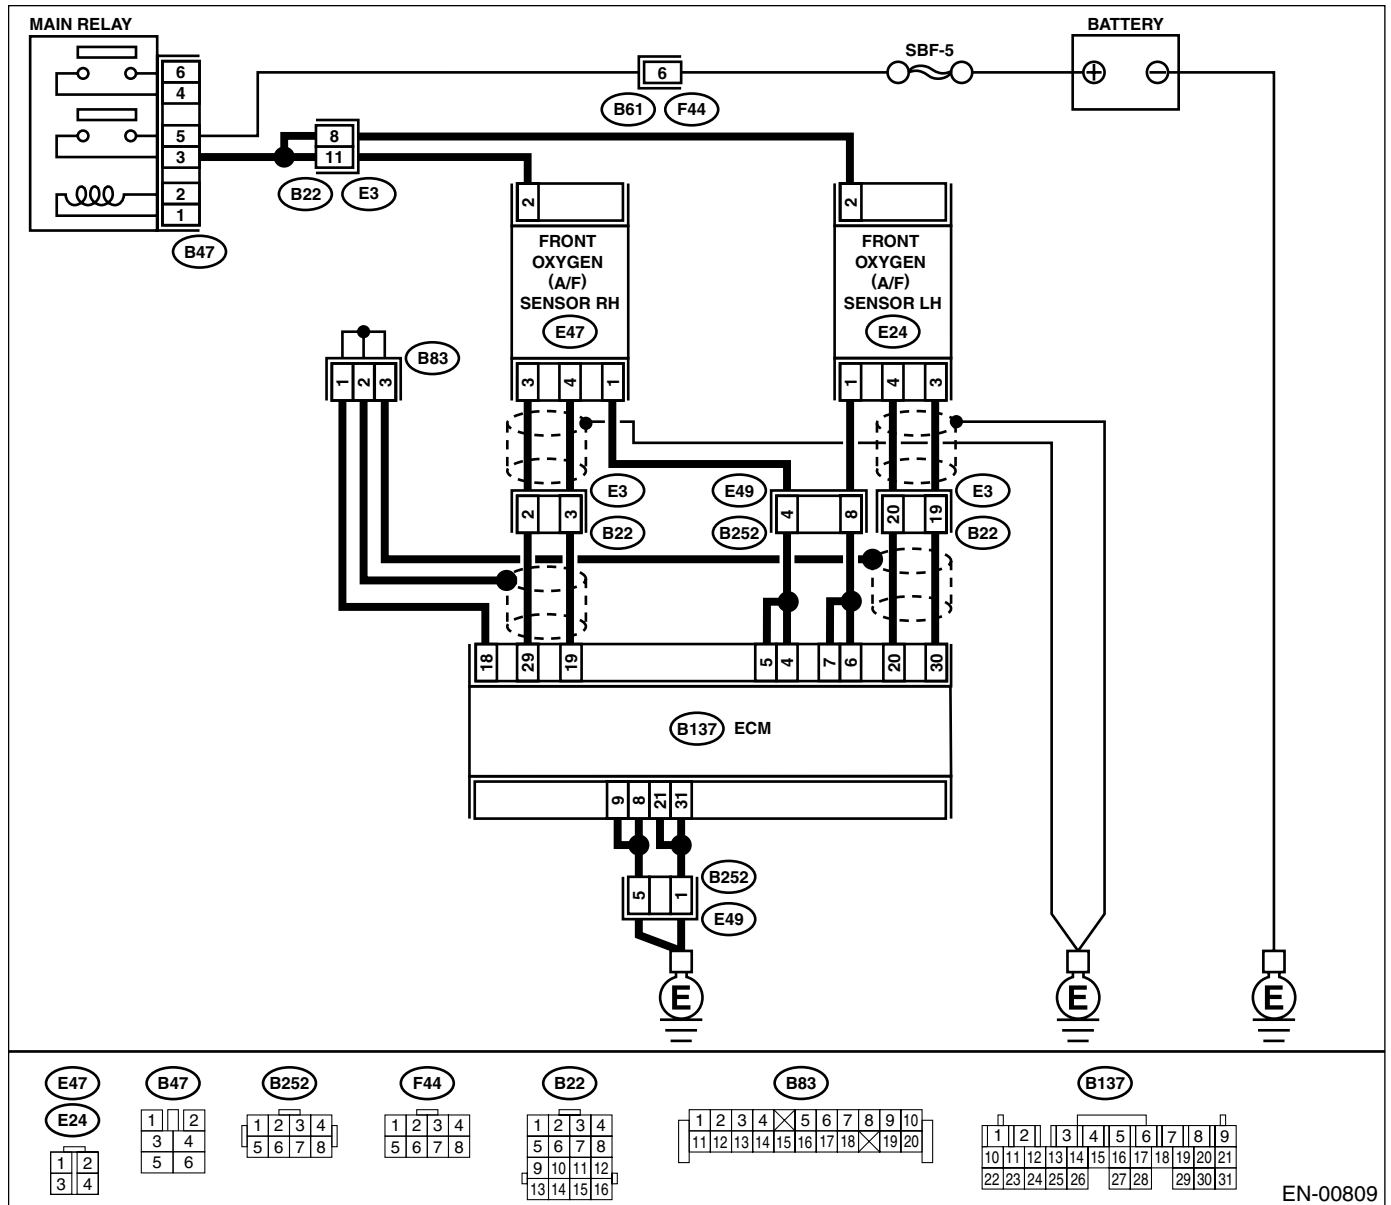 MAIN RELAY
BATTERY
SBF-5
6
4
5
3
2
1
B47
6
B61 F44
8
11
B22 E3
2
FRONT
OXYGEN
(A/F)
SENSOR RH
E47
2
FRONT
OXYGEN
(A/F)
SENSOR LH
E24
B83
1 2 3
3 4 1
1 4 3
E3
B22
E49
B252
E3
B22
2 3
4 8
20 19
18 29 19 5 4 7 6 20 30
B137 ECM
9 8 21 31
5 1
B252
E49
E
E
E
E47
E24
1 2
3 4
B47
1 2
3 4
5 6
B252
1 2 3 4
5 6 7 8
F44
1 2 3 4
5 6 7 8
B22
1 2 3 4
5 6 7 8
9 10 11 12
13 14 15 16
B83
1 2 3 4 5 6 7 8 9 10
11 12 13 14 15 16 17 18 19 20
B137
1 2 3 4 5 6 7 8 9
10 11 12 13 14 15 16 17 18 19 20 21
22 23 24 25 26 27 28 29 30 31
EN-00809